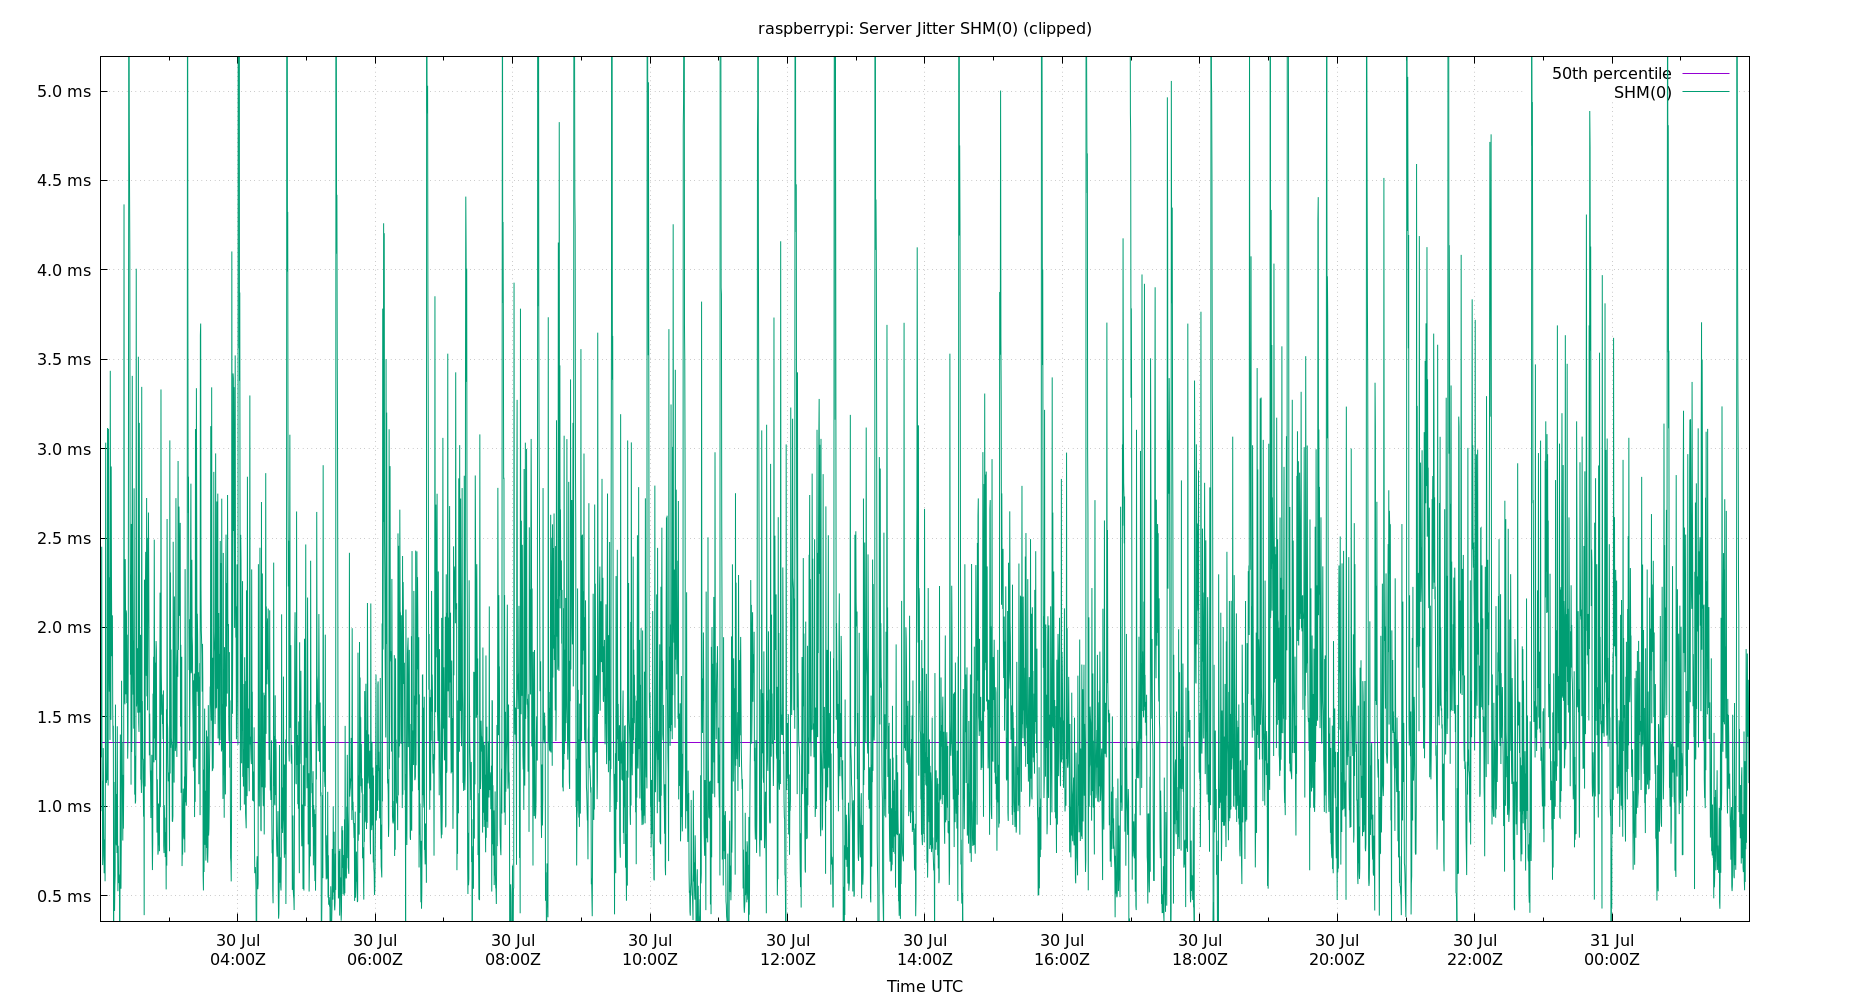 raspberrypi: Server Jitter SHM(0) (clipped)
50th percentile
SHM(0)
5.0 ms
4.5 ms
4.0 ms
3.5 ms
3.0 ms
2.5 ms
2.0 ms
1.5 ms
1.0 ms
0.5 ms
30 Jul 30 Jul 30 Jul 30 Jul 30 Jul 30 Jul 30 Jul 30 Jul 30 Jul 30 Jul 31 Jul
04:00Z 06:00Z 08:00Z 10:00Z 12:00Z 14:00Z 16:00Z 18:00Z 20:00Z 22:00Z 00:00Z
Time UTC